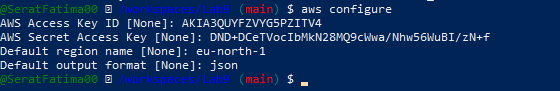 @SeratFatima00 (main) $ aws configure
AWS Access Key ID [None]: AKIA3QUYFZVYG5PZITV4
AWS Secret Access Key [None]: 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
Default region name [None]: eu-north-1
Default output format [None]: json
@SeratFatima00 (main) $